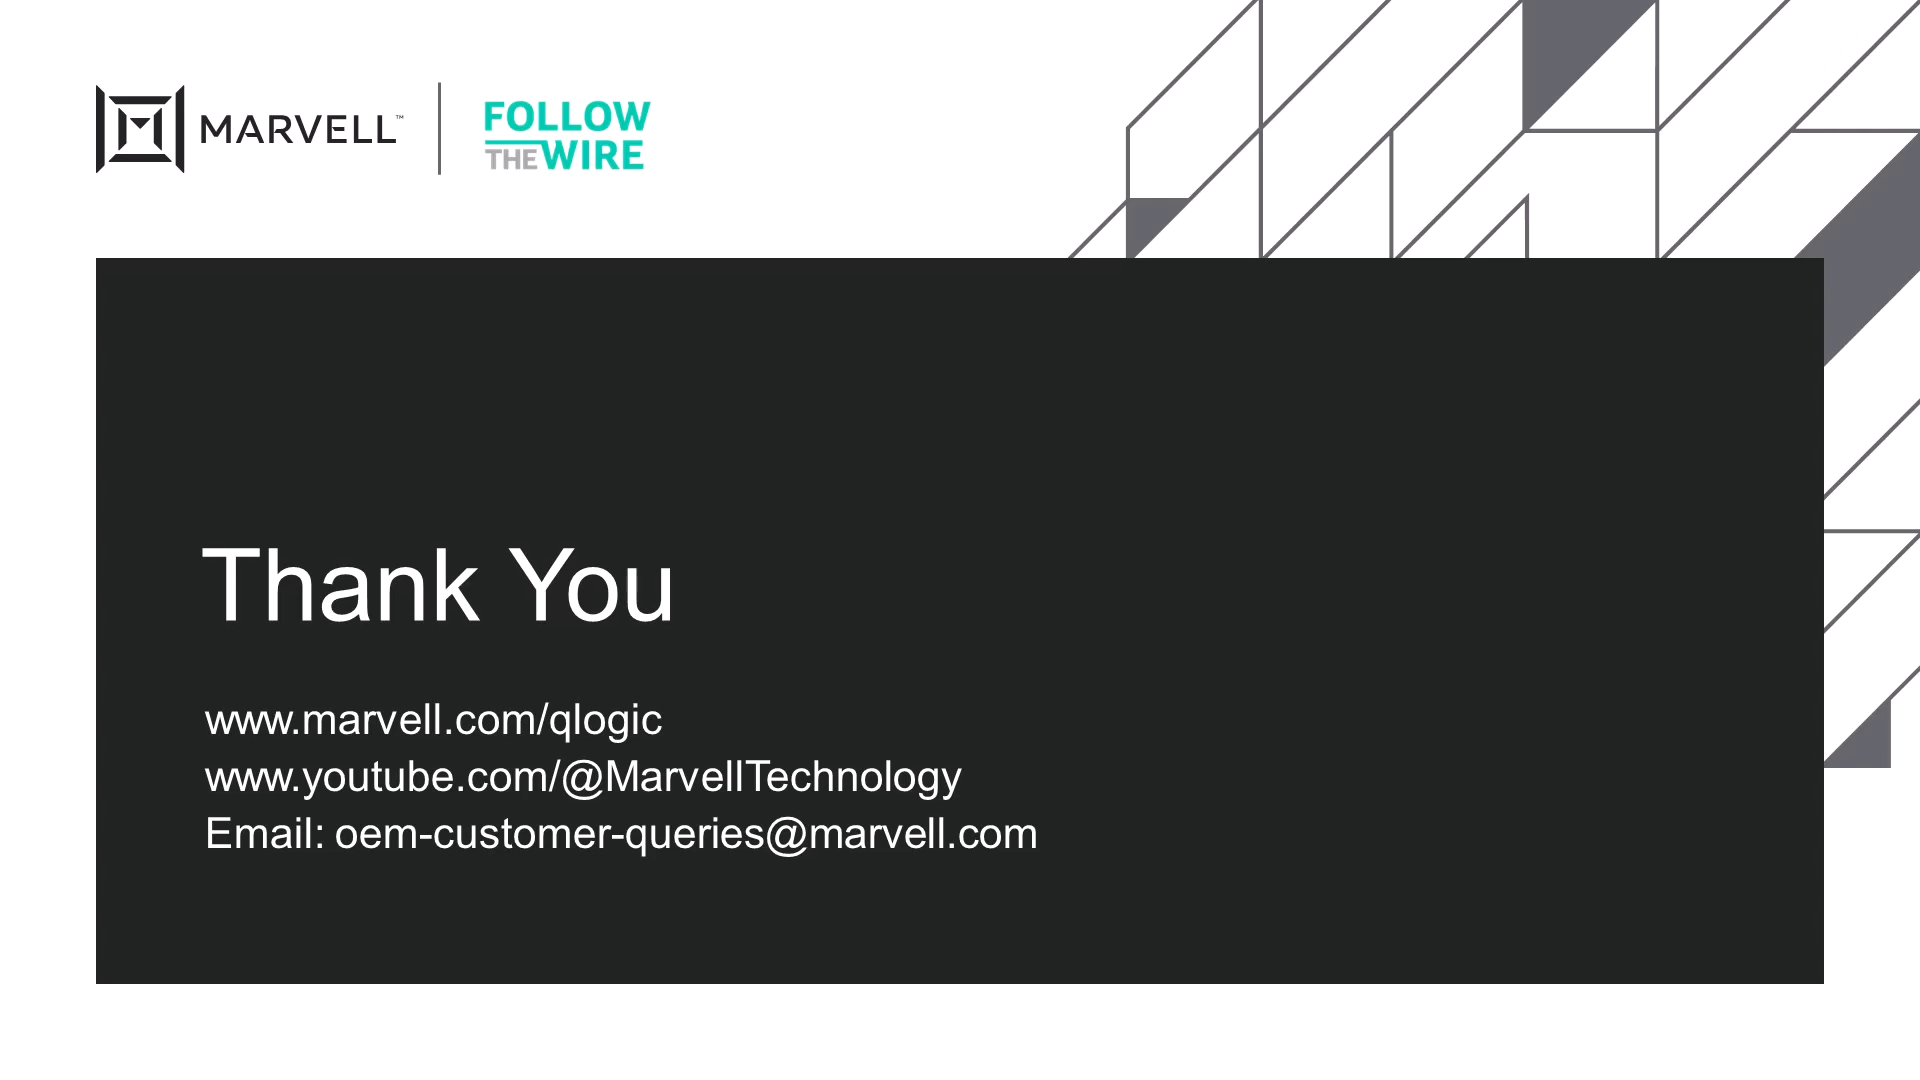 MARVELL™
FOLLOW
THE WIRE
Thank You
www.marvell.com/qlogic
www.youtube.com/@MarvellTechnology
Email: oem-customer-queries@marvell.com